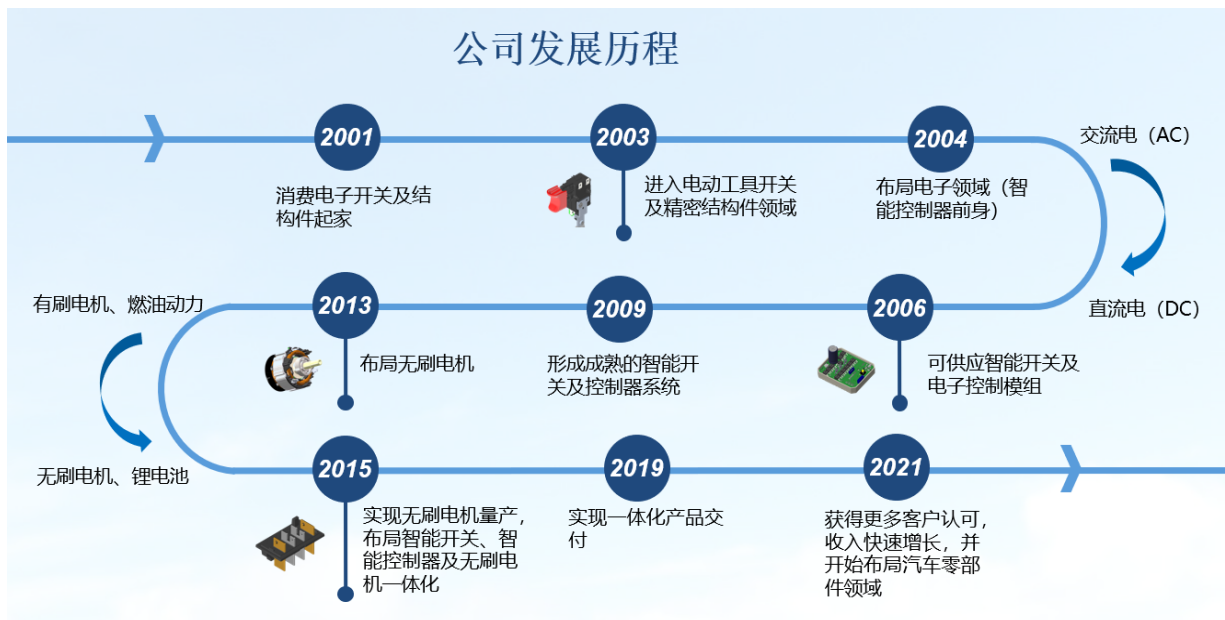 公司发展历程
2001
消费电子开关及结
构件起家
2003
进入电动工具开关
及精密结构件领域
2004
布局电子领域（智
能控制器前身）
交流电（AC）
直流电（DC）
2006
可供应智能开关及
电子控制模组
2009
形成成熟的智能开
关及控制器系统
2013
布局无刷电机
有刷电机、燃油动力
无刷电机、锂电池
2015
实现无刷电机量产，
布局智能开关、智
能控制器及无刷电
机一体化
2019
实现一体化产品交
付
2021
获得更多客户认可，
收入快速增长，并
开始布局汽车零部
件领域